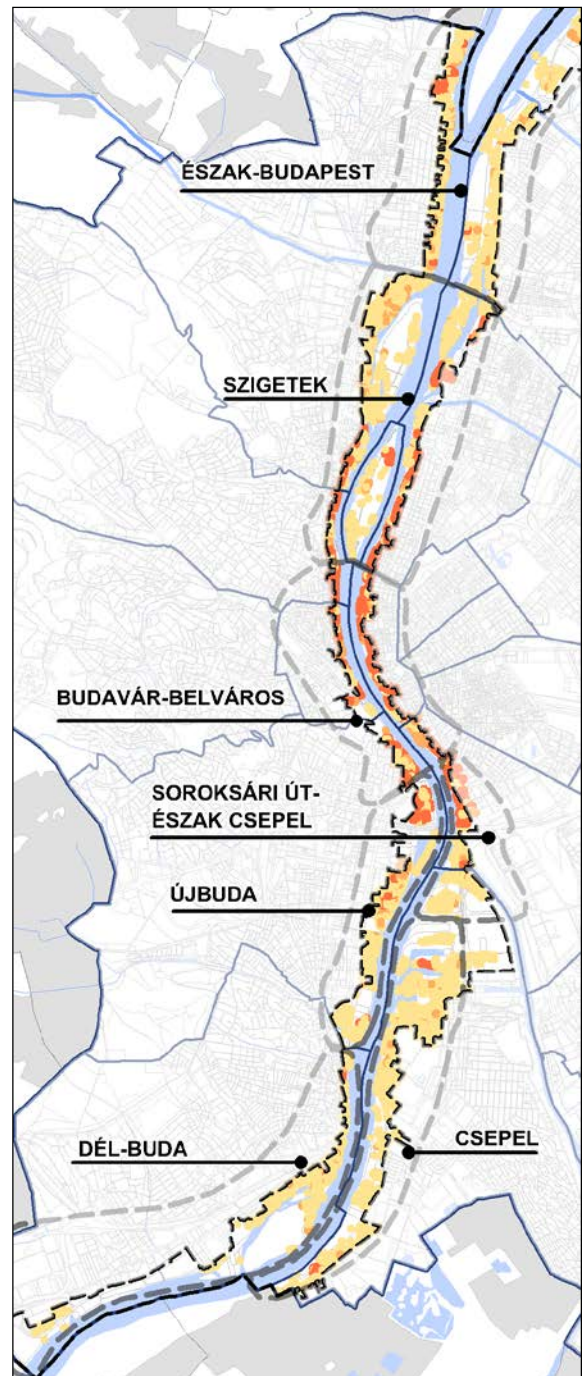 ÉSZAK-BUDAPEST
SZIGETEK
BUDAVÁR-BELVÁROS
SOROKSÁRI ÚT-
ÉSZAK CSEPEL
ÚJBUDA
DÉL-BUDA
CSEPEL